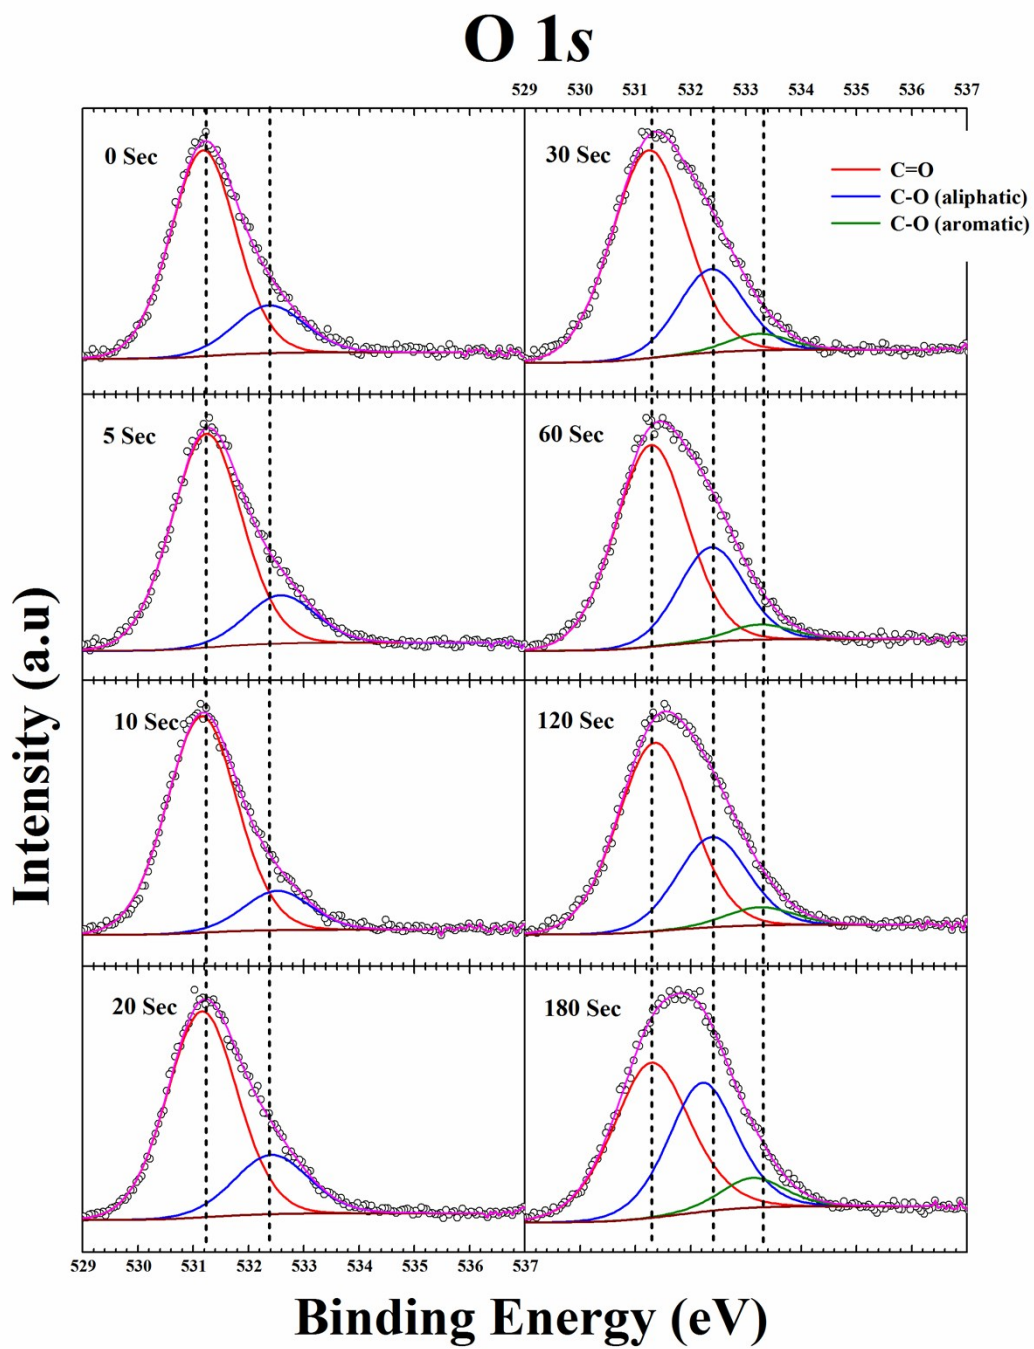 O 1s
529 530 531 532 533 534 535 536 537
0 Sec
30 Sec
C=O
C-O (aliphatic)
C-O (aromatic)
5 Sec
60 Sec
10 Sec
120 Sec
20 Sec
180 Sec
Intensity (a.u)
529 530 531 532 533 534 535 536 537
Binding Energy (eV)